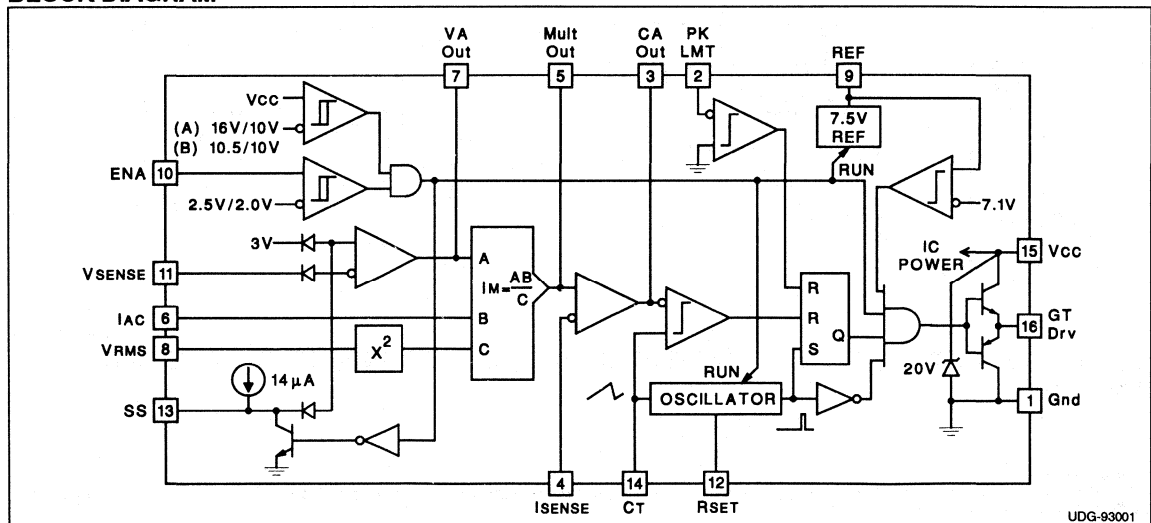 BLOCK DIAGRAM
VA
Out
Mult
Out
CA
Out
PK
LMT
REF
7
5
3
2
9
VCC
(A) 16V/10V
(B) 10.5/10V
7.5V
REF
RUN
ENA 10
2.5V/2.0V
7.1V
3V
VSENSE 11
A
IM=AB/C
B
C
IAC 6
VRMS 8
X²
R
R
S
Q
IC
POWER
15 VCC
16 GT
Drv
20V
1 Gnd
14µA
SS 13
RUN
OSCILLATOR
4
14
12
ISENSE
CT
RSET
UDG-93001